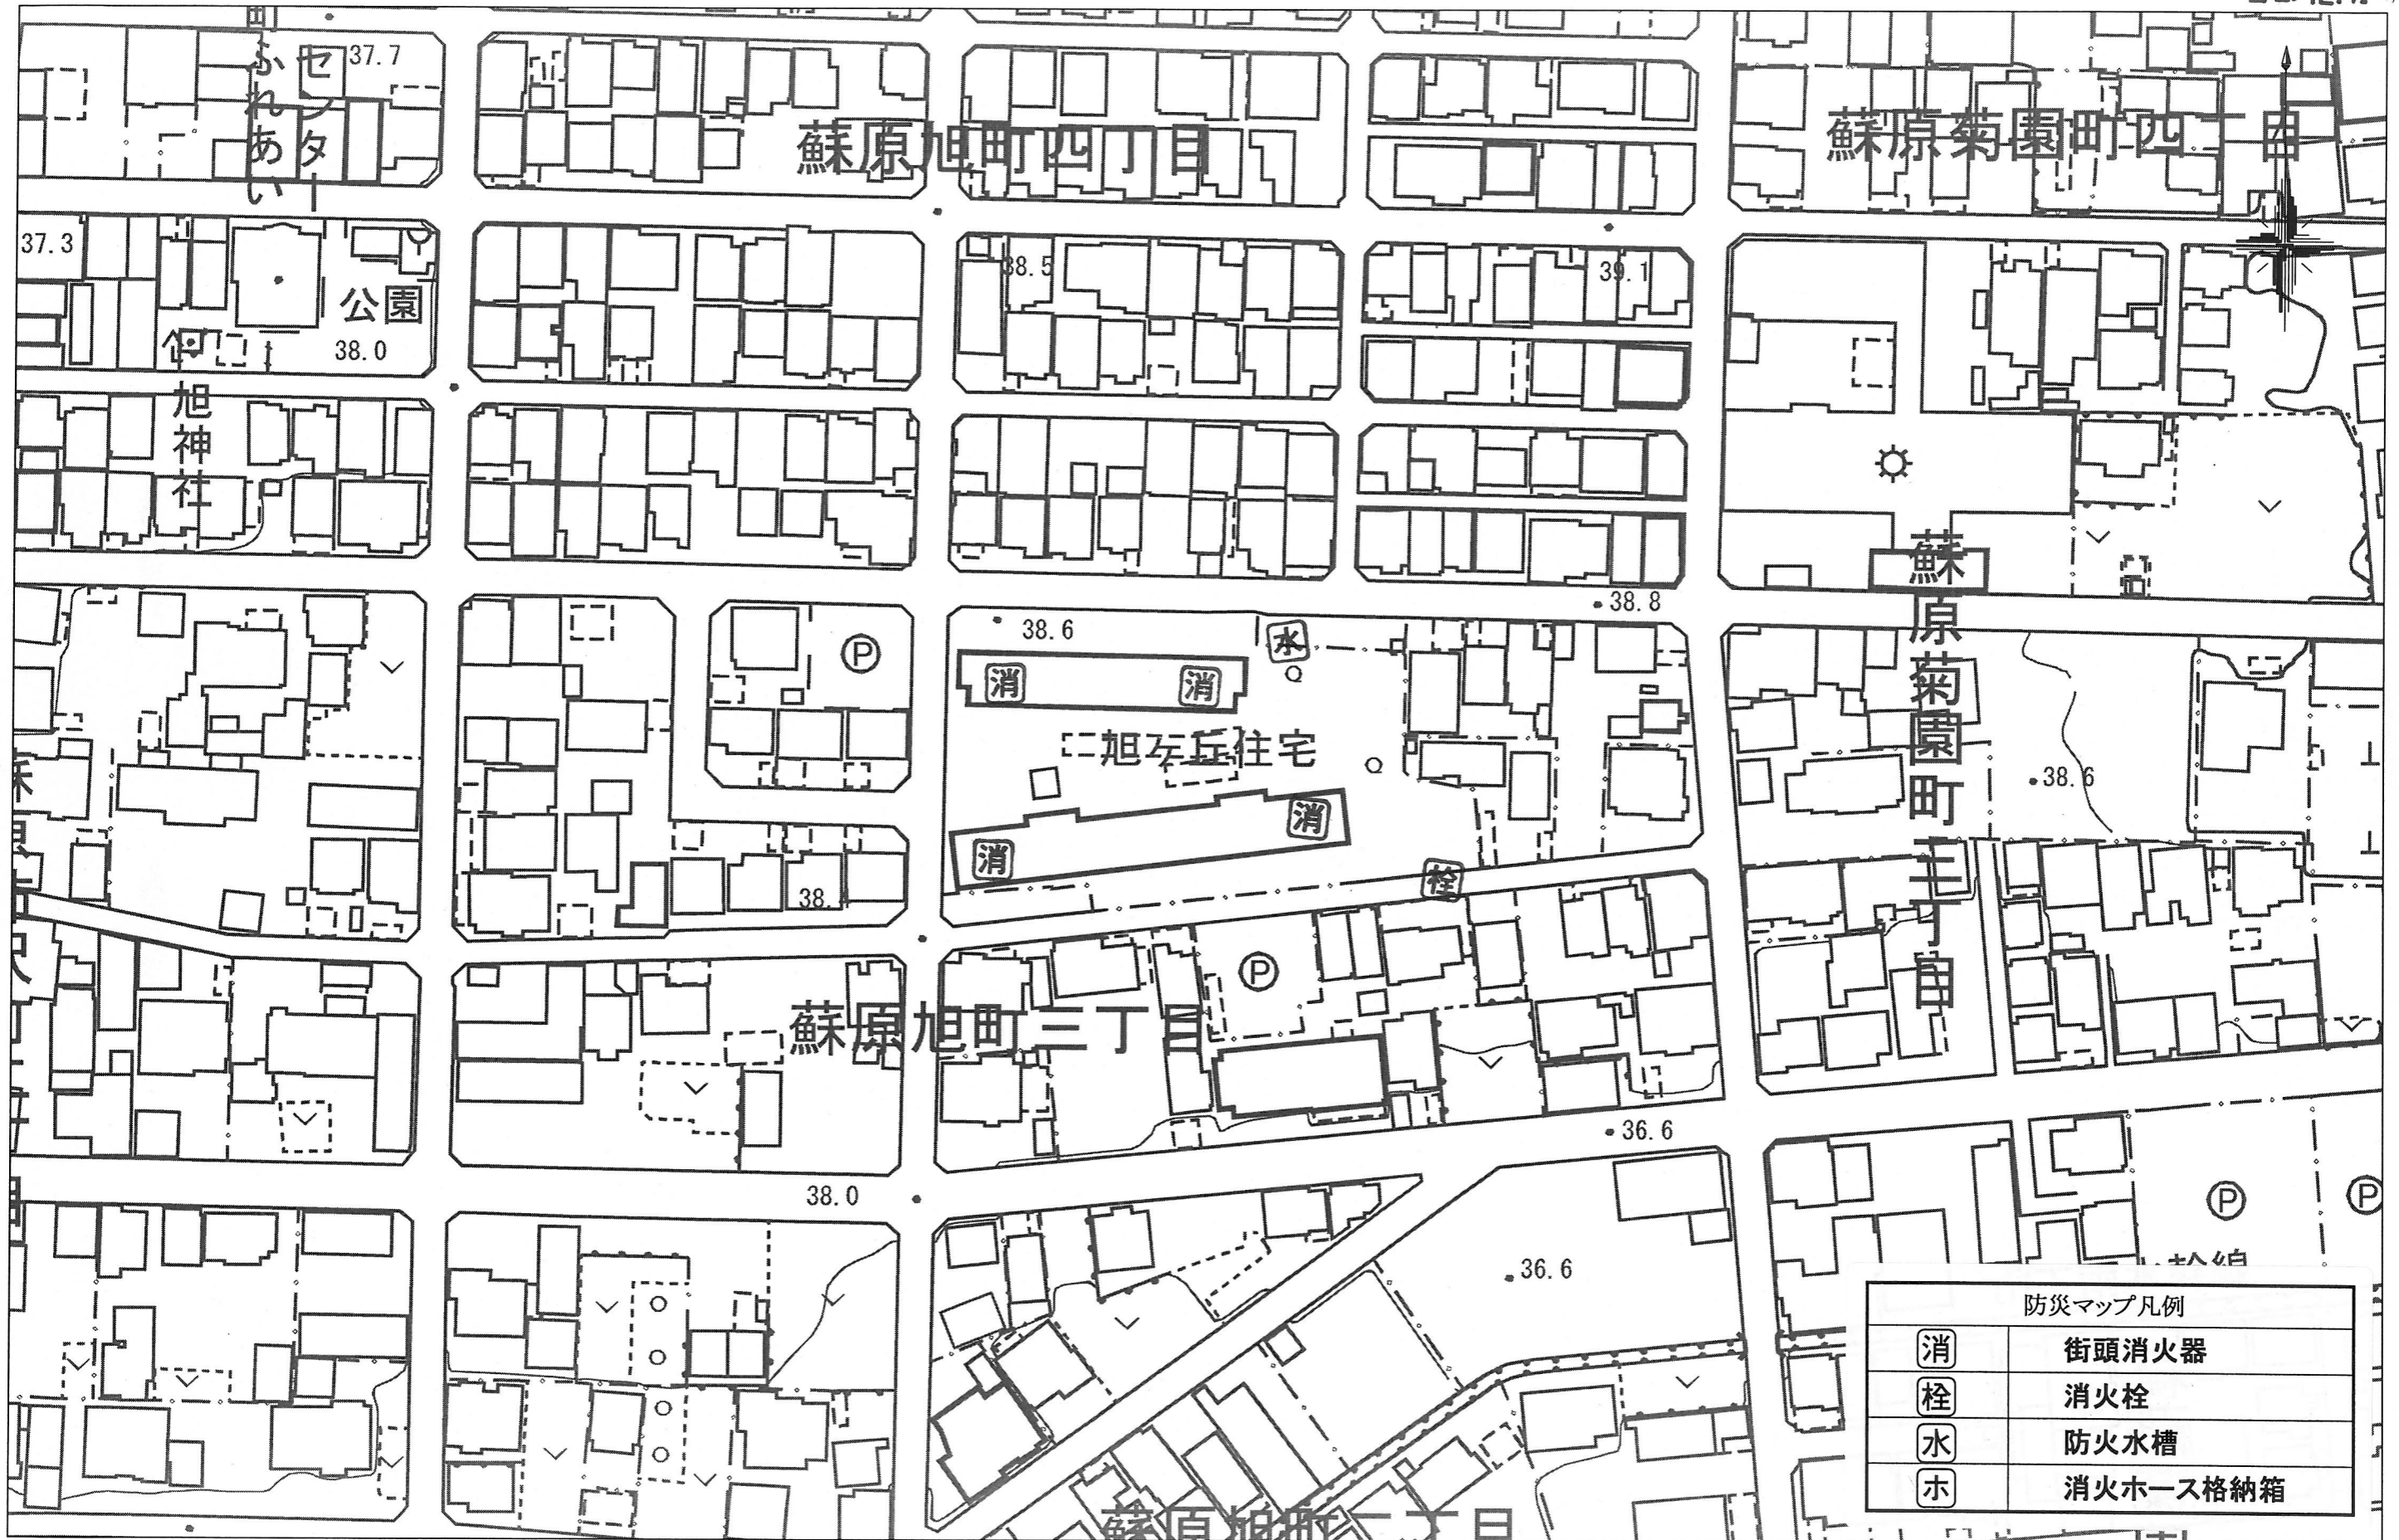 ふれあい
センター
37.7
蘇原旭町四丁目
蘇原菊園町四丁目
37.3
公園
38.0
38.5
39.1
旭神社
38.8
38.6
水
P
消
消
旭ケ丘住宅
消
消
栓
38.6
蘇原菊園町三丁目
P
蘇原旭町三丁目
36.6
38.0
36.6
P
P
防災マップ凡例
消 街頭消火器
栓 消火栓
水 防火水槽
ホ 消火ホース格納箱